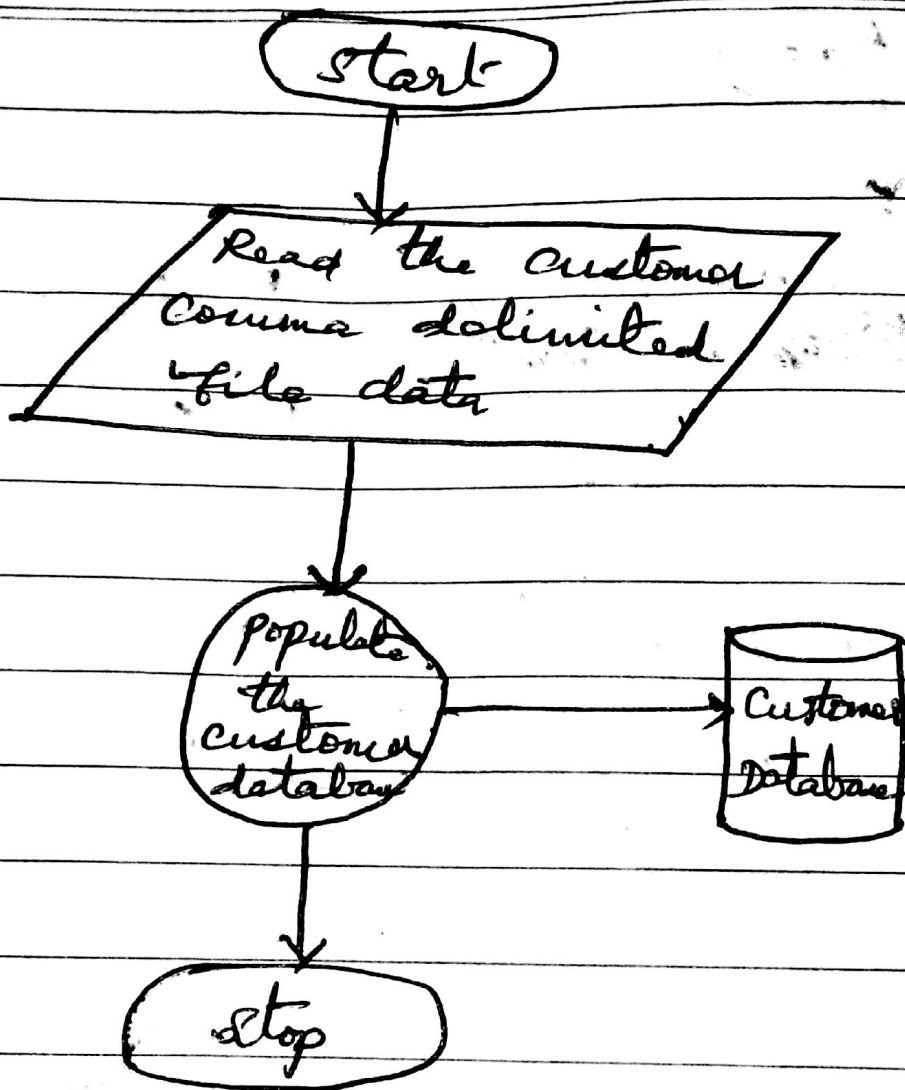 Start
Read the customer
comma delimited
file data
populate
the
customer
database
Customer
Database
Stop